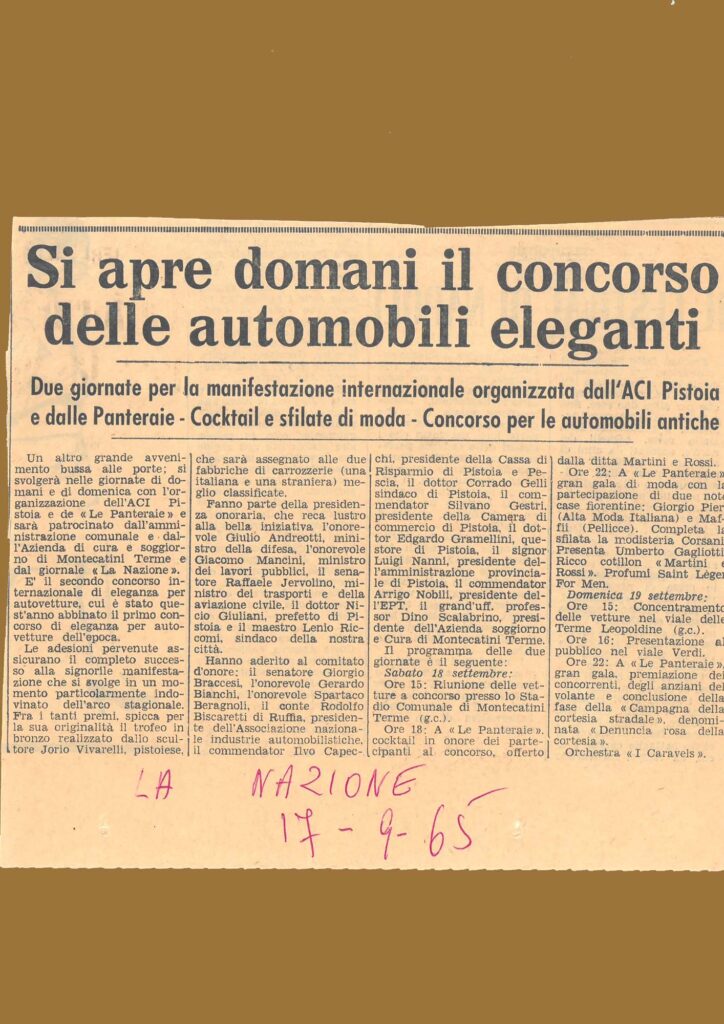 Si apre domani il concorso
delle automobili eleganti
Due giornate per la manifestazione internazionale organizzata dall'ACI Pistoia
e dalle Panteraie - Cocktail e sfilate di moda - Concorso per le automobili antiche
Un altro grande avveni-
mento bussa alle porte; si
svolgerà nelle giornate di do-
mani e di domenica con l'or-
ganizzazione dell'ACI Pi-
stoia e de « Le Panteraie » e
sarà patrocinato dall'ammi-
nistrazione comunale e dal-
l'Azienda di cura e soggior-
no di Montecatini Terme e
dal giornale « La Nazione ».
E' il secondo concorso in-
ternazionale di eleganza per
autovetture, cui è stato que-
st'anno abbinato il primo con-
corso di eleganza per auto-
vetture dell'epoca.
Le adesioni pervenute as-
sicurano il completo succes-
so alla signorile manifesta-
zione che si svolge in un mo-
mento particolarmente indo-
vinato dell'arco stagionale.
Fra i tanti premi, spicca per
la sua originalità il trofeo in
bronzo realizzato dallo scul-
tore Jorio Vivarelli, pistoiese,
che sarà assegnato alle due
fabbriche di carrozzerie (una
italiana e una straniera) me-
glio classificate.
Fanno parte della presiden-
za onoraria, che reca lustro
alla bella iniziativa l'onore-
vole Giulio Andreotti, mini-
stro della difesa, l'onorevole
Giacomo Mancini, ministro
dei lavori pubblici, il sena-
tore Raffaele Jervolino, mi-
nistro dei trasporti e della
aviazione civile, il dottor Ni-
cio Giuliani, prefetto di Pi-
stoia e il maestro Lenio Ric-
comi, sindaco della nostra
città.
Hanno aderito al comitato
d'onore: il senatore Giorgio
Braccesi, l'onorevole Gerardo
Bianchi, l'onorevole Spartaco
Beragnoli, il conte Rodolfo
Biscaretti di Ruffia, presiden-
te dell'Associazione naziona-
le industrie automobilistiche,
il commendator Ilvo Capec-
chi, presidente della Cassa di
Risparmio di Pistoia e Pe-
scia, il dottor Corrado Gelli
sindaco di Pistoia, il com-
mendator Silvano Gestri,
presidente della Camera di
commercio di Pistoia, il dot-
tor Edgardo Gramellini, que-
store di Pistoia, il signor
Luigi Nanni, presidente del-
l'amministrazione provincia-
le di Pistoia, il commendator
Arrigo Nobili, presidente del-
l'EPT, il grand'uff. profes-
sor Dino Scalabrino, presi-
dente dell'Azienda soggiorno
e Cura di Montecatini Terme.
Il programma delle due
giornate è il seguente:
Sabato 18 settembre:
Ore 15: Riunione delle vet-
ture a concorso presso lo Sta-
dio Comunale di Montecatini
Terme (g.c.).
Ore 18: A « Le Panteraie ».
cocktail in onore dei parte-
cipanti al concorso, offerto
dalla ditta Martini e Rossi.
Ore 22: A « Le Panteraie »
gran gala di moda con la
partecipazione di due note
case fiorentine: Giorgio Pier
(Alta Moda Italiana) e Maf-
fii (Pellicce). Completa la
sfilata la modisteria Corsani
Presenta Umberto Gagliotti
Ricco cotillon « Martini e
Rossi ». Profumi Saint Léger
For Men.
Domenica 19 settembre:
Ore 15: Concentramento
delle vetture nel viale delle
Terme Leopoldine (g.c.).
Ore 16: Presentazione al
pubblico nel viale Verdi.
Ore 22: A « Le Panteraie »
gran gala, premiazione dei
concorrenti, degli anziani del
volante e conclusione della
fase della « Campagna della
cortesia stradale », denomi-
nata « Denuncia rosa della
cortesia ».
Orchestra « I Caravels ».
LA NAZIONE
17-9-65